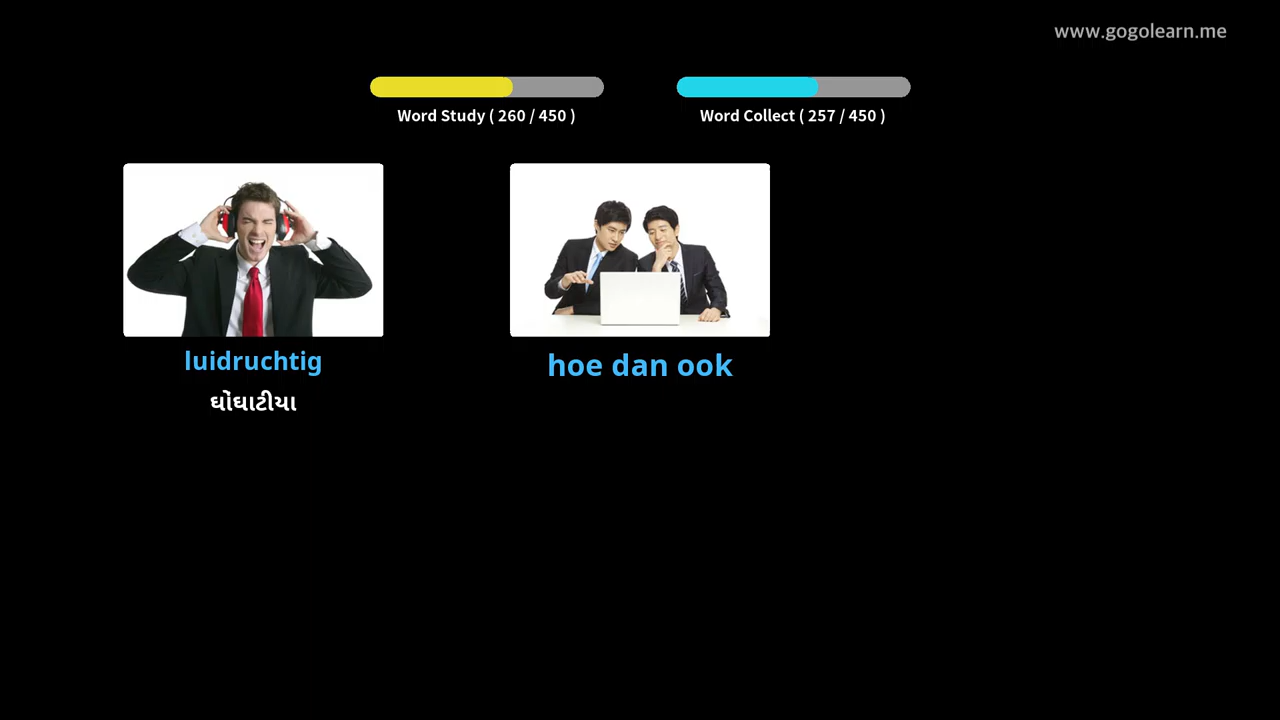 www.gogolearn.me
Word Study ( 260 / 450 )
Word Collect ( 257 / 450 )
luidruchtig
ઘોંઘાટીયા
hoe dan ook